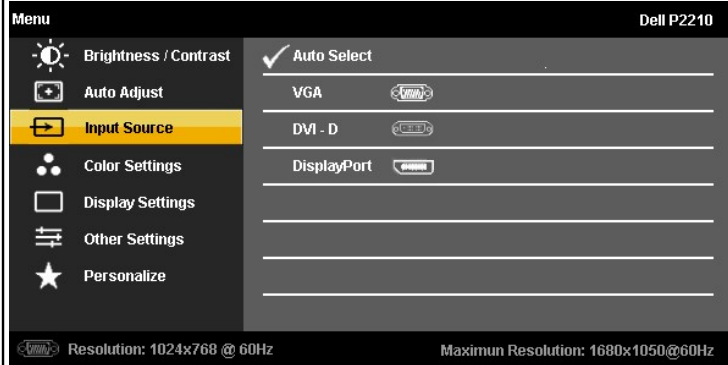 Menu
Dell P2210
Brightness / Contrast
Auto Adjust
Input Source
Color Settings
Display Settings
Other Settings
Personalize
Auto Select
VGA
DVI - D
DisplayPort
Resolution: 1024x768 @ 60Hz
Maximun Resolution: 1680x1050@60Hz